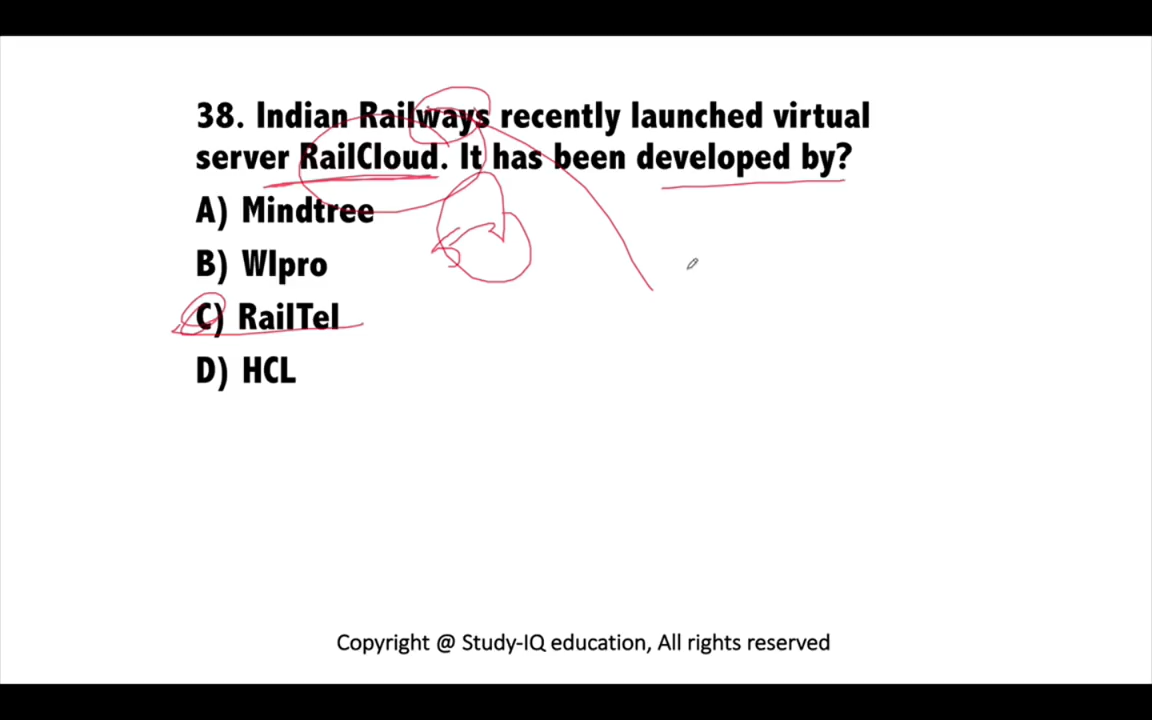 38. Indian Railways recently launched virtual
server RailCloud. It has been developed by?
A) Mindtree
B) WIpro
C) RailTel
D) HCL
Copyright @ Study-IQ education, All rights reserved